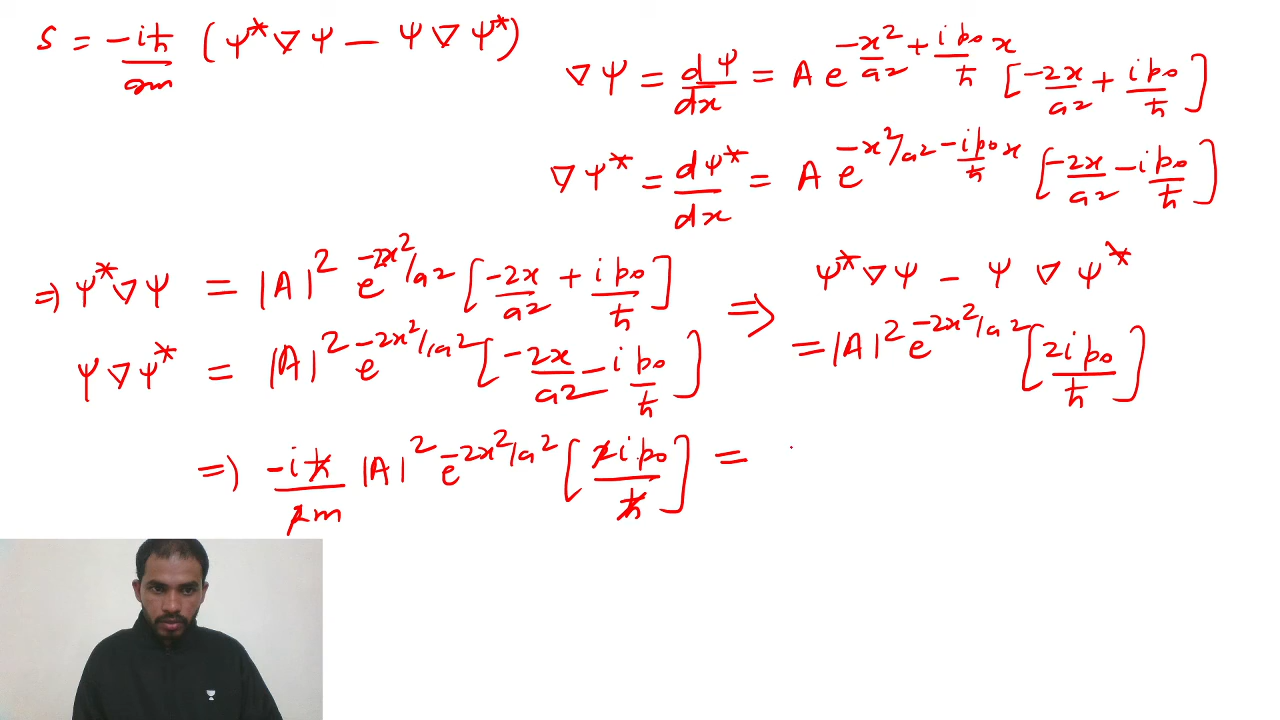 S = -iħ/2m (ψ*∇ψ − ψ∇ψ*)
∇ψ = dψ/dx = A e^(-x²/a² + ip₀x/ħ) [-2x/a² + ip₀/ħ]
∇ψ* = dψ*/dx = A e^(-x²/a² - ip₀x/ħ) [-2x/a² - ip₀/ħ]
⇒ ψ*∇ψ = |A|² e^(-2x²/a²) [-2x/a² + ip₀/ħ]
ψ∇ψ* = |A|² e^(-2x²/a²) [-2x/a² - ip₀/ħ]
⇒ ψ*∇ψ − ψ∇ψ*
= |A|² e^(-2x²/a²) [2ip₀/ħ]
⇒ -iħ/2m |A|² e^(-2x²/a²) [2ip₀/ħ] =